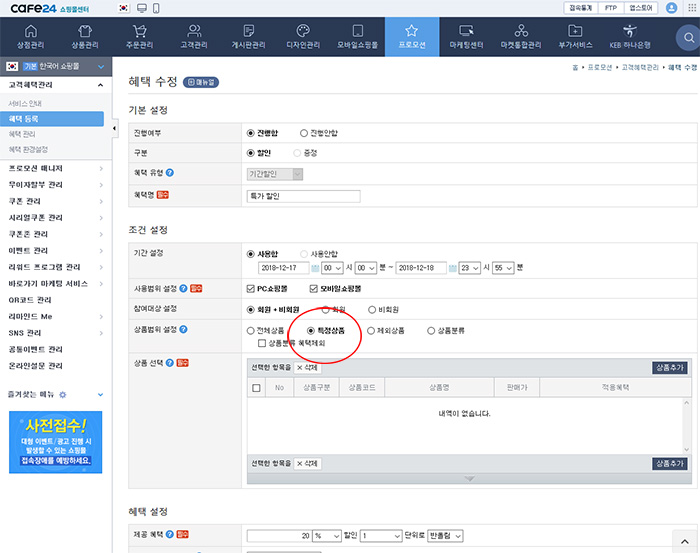 cafe24 쇼핑몰센터
접속통계 FTP 앱스토어
상점관리 상품관리 주문관리 고객관리 게시판관리 디자인관리 모바일쇼핑몰 프로모션 마케팅센터 마켓통합관리 부가서비스 KEB 하나은행
기본 한국어 쇼핑몰
홈 > 프로모션 > 고객혜택관리 > 혜택 수정
고객혜택관리
서비스 안내
혜택 등록
혜택 관리
혜택 환경설정
프로모션 매니저
무이자할부 관리
쿠폰 관리
시리얼쿠폰 관리
쿠폰존 관리
이벤트 관리
리워드 프로그램 관리
바로가기 마케팅 서비스
QR코드 관리
리마인드 Me
SNS 관리
공통이벤트 관리
온라인설문 관리
즐겨찾는 메뉴
사전접수!
대형 이벤트/광고 진행 시
발생할 수 있는 쇼핑몰
접속장애를 예방하세요.
혜택 수정 매뉴얼
기본 설정
진행여부 진행함 진행안함
구분 할인 증정
혜택 유형 ? 기간할인
혜택명 필수 특가 할인
조건 설정
기간 설정 사용함 사용안함
2018-12-17 00 시 00 분 ~ 2018-12-18 23 시 55 분
사용범위 설정 ? 필수 PC쇼핑몰 모바일쇼핑몰
참여대상 설정 회원 + 비회원 회원 비회원
상품범위 설정 ? 전체상품 특정상품 제외상품 상품분류
상품분류 혜택제외
상품 선택 ? 필수 선택한 항목을 × 삭제 상품추가
No 상품구분 상품코드 상품명 판매가 적용혜택
내역이 없습니다.
선택한 항목을 × 삭제 상품추가
혜택 설정
제공 혜택 ? 필수 20 % 할인 1 단위로 반올림